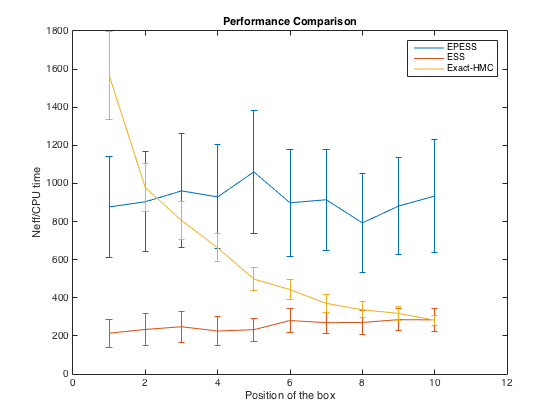 Performance Comparison
1800
1600
1400
1200
1000
800
600
400
200
0
Neff/CPU time
EPESS
ESS
Exact-HMC
0 2 4 6 8 10 12
Position of the box